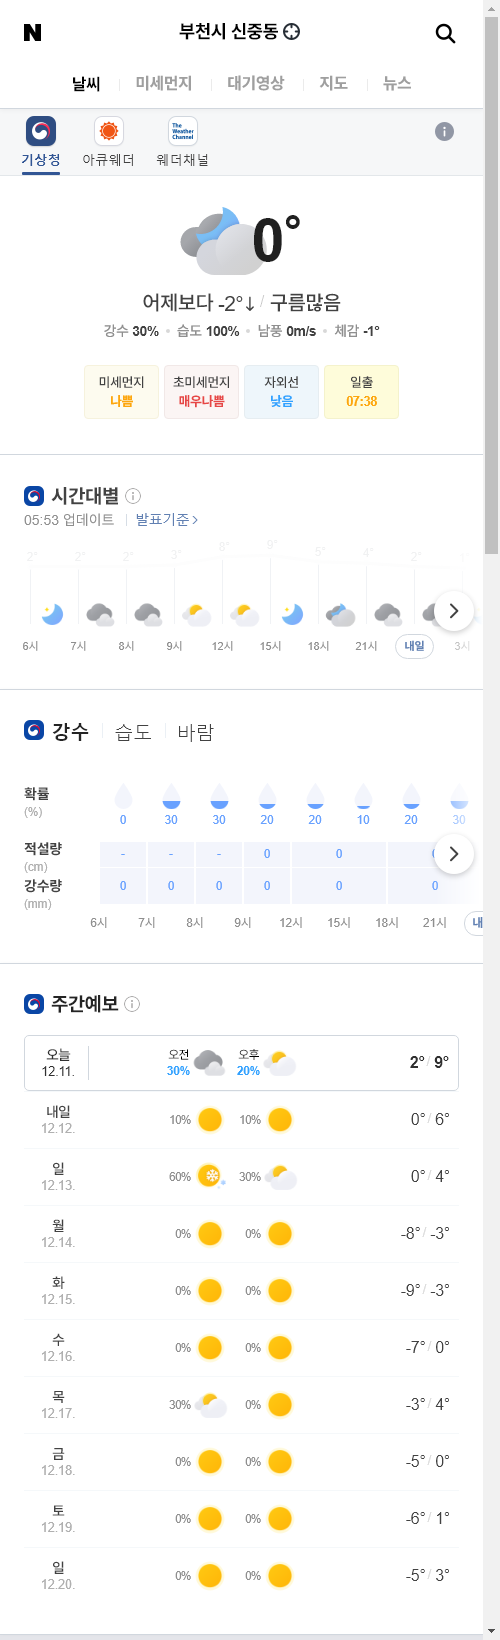 N
부천시 신중동
날씨 미세먼지 대기영상 지도 뉴스
The Weather Channel
기상청 아큐웨더 웨더채널
0°
어제보다 -2°↓ / 구름많음
강수 30% • 습도 100% • 남풍 0m/s • 체감 -1°
미세먼지 초미세먼지 자외선 일출
나쁨 매우나쁨 낮음 07:38
시간대별
05:53 업데이트 발표기준 >
2° 2° 2° 3° 8° 9° 5° 4° 2°
6시 7시 8시 9시 12시 15시 18시 21시 내일 3시
강수 습도 바람
확률
(%)
0 30 30 20 20 10 20 30
적설량
(cm)
- - - 0 0
강수량
(mm)
0 0 0 0 0 0
6시 7시 8시 9시 12시 15시 18시 21시 내
주간예보
오늘 오전 오후
12.11. 30% 20% 2° / 9°
내일
12.12. 10% 10% 0° / 6°
일
12.13. 60% 30% 0° / 4°
월
12.14. 0% 0% -8° / -3°
화
12.15. 0% 0% -9° / -3°
수
12.16. 0% 0% -7° / 0°
목
12.17. 30% 0% -3° / 4°
금
12.18. 0% 0% -5° / 0°
토
12.19. 0% 0% -6° / 1°
일
12.20. 0% 0% -5° / 3°